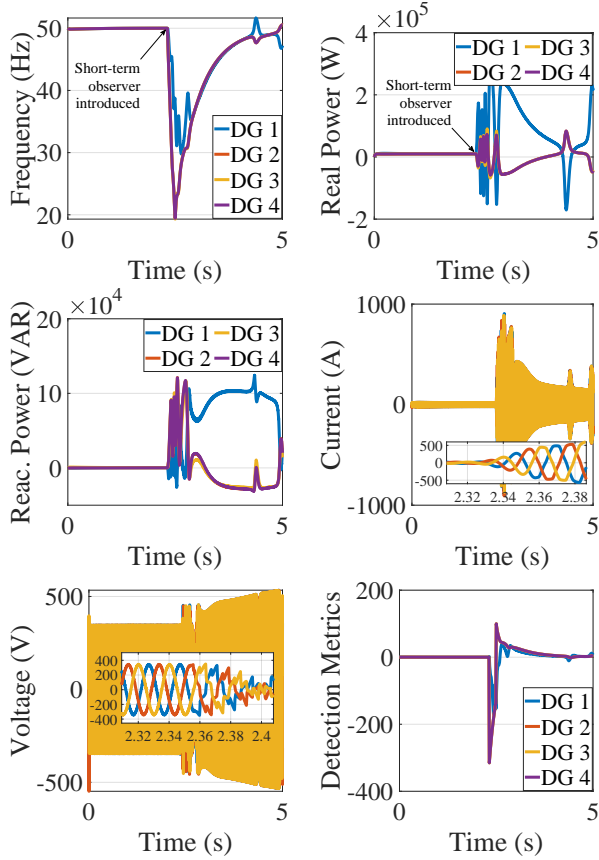 Frequency (Hz)
50
40
30
20
Short-term
observer
introduced
DG 1
DG 2
DG 3
DG 4
0
5
Time (s)
Real Power (W)
×10⁵
2
0
-2
DG 1 DG 3
DG 2 DG 4
Short-term
observer
introduced
0
5
Time (s)
Reac. Power (VAR)
×10⁴
20
10
0
DG 1 DG 3
DG 2 DG 4
0
5
Time (s)
Current (A)
1000
0
-1000
500
0
-500
2.32 2.34 2.36 2.38
0
5
Time (s)
Voltage (V)
500
0
-500
400
200
0
-200
-400
2.32 2.34 2.36 2.38 2.4
0
5
Time (s)
Detection Metrics
200
0
-200
-400
DG 1
DG 2
DG 3
DG 4
0
5
Time (s)